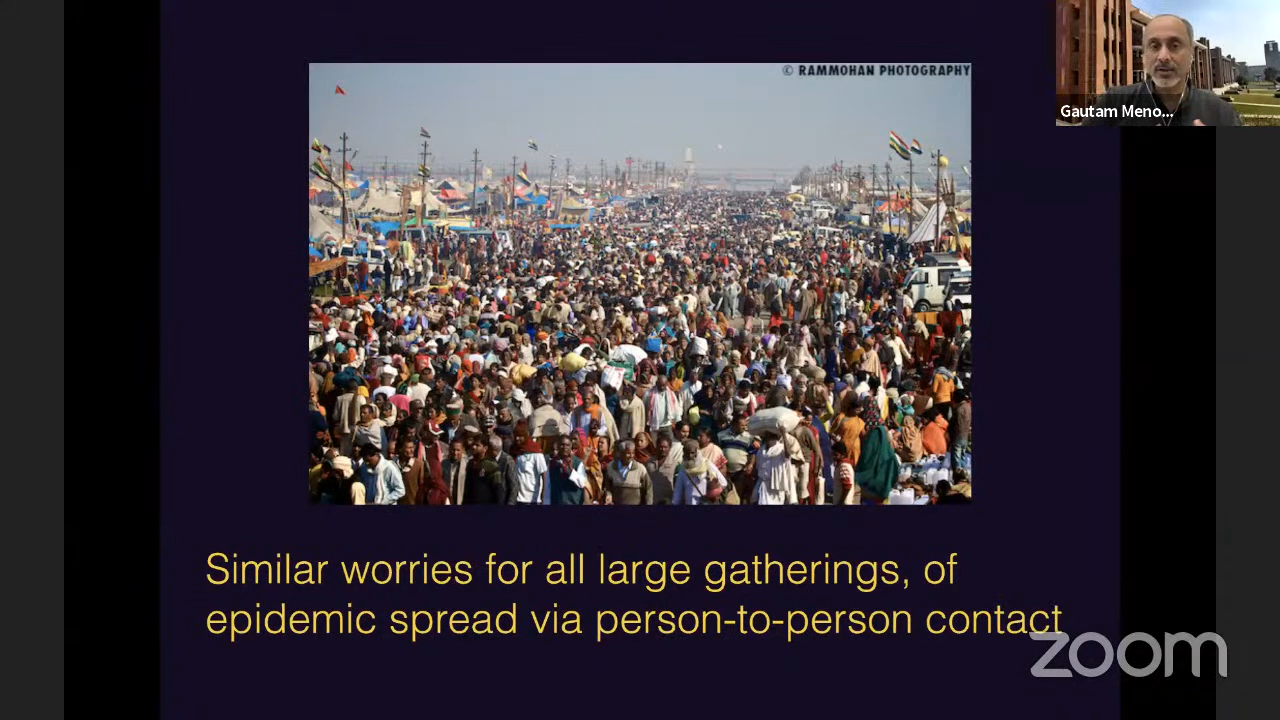 © RAMMOHAN PHOTOGRAPHY
Gautam Meno...
Similar worries for all large gatherings, of
epidemic spread via person-to-person contact
zoom